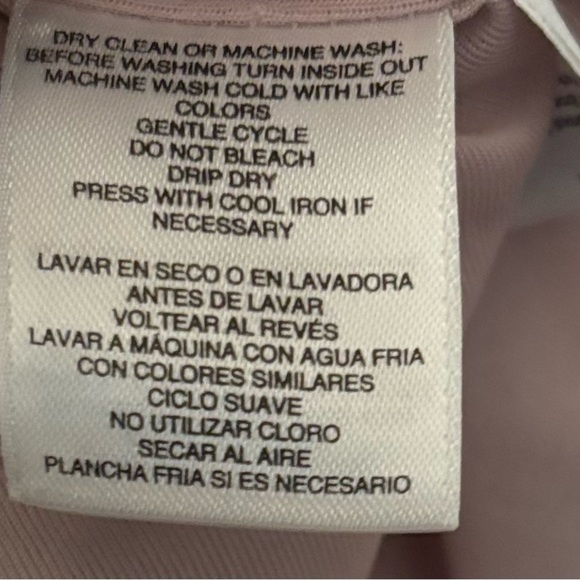 DRY CLEAN OR MACHINE WASH:
BEFORE WASHING TURN INSIDE OUT
MACHINE WASH COLD WITH LIKE
COLORS
GENTLE CYCLE
DO NOT BLEACH
DRIP DRY
PRESS WITH COOL IRON IF
NECESSARY
LAVAR EN SECO O EN LAVADORA
ANTES DE LAVAR
VOLTEAR AL REVÉS
LAVAR A MÁQUINA CON AGUA FRIA
CON COLORES SIMILARES
CICLO SUAVE
NO UTILIZAR CLORO
SECAR AL AIRE
PLANCHA FRIA SI ES NECESARIO